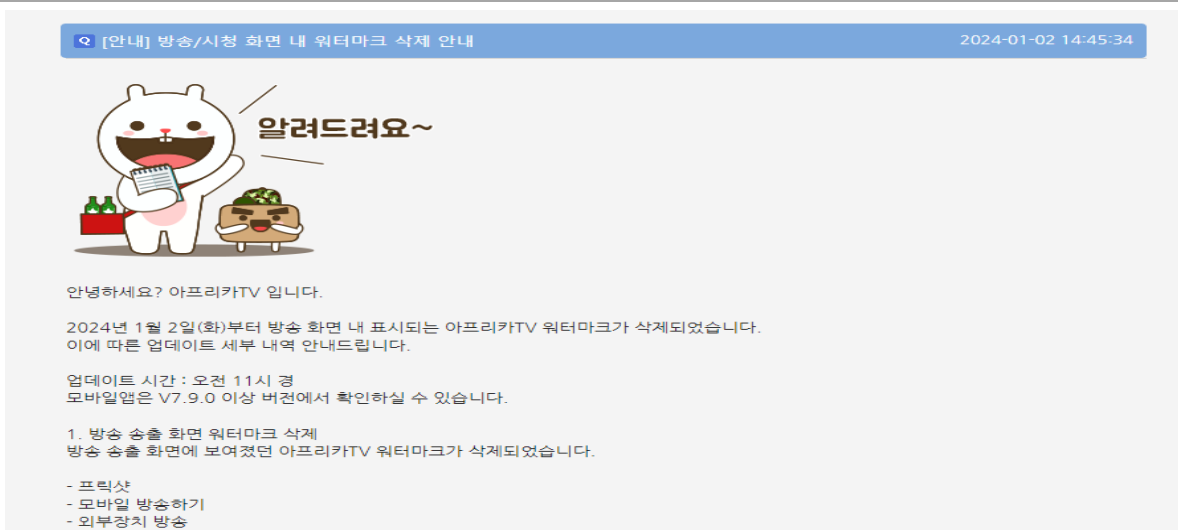 Q [안내] 방송/시청 화면 내 워터마크 삭제 안내 2024-01-02 14:45:34
알려드려요~
안녕하세요? 아프리카TV 입니다.
2024년 1월 2일(화)부터 방송 화면 내 표시되는 아프리카TV 워터마크가 삭제되었습니다.
이에 따른 업데이트 세부 내역 안내드립니다.
업데이트 시간 : 오전 11시 경
모바일앱은 V7.9.0 이상 버전에서 확인하실 수 있습니다.
1. 방송 송출 화면 워터마크 삭제
방송 송출 화면에 보여졌던 아프리카TV 워터마크가 삭제되었습니다.
- 프릭샷
- 모바일 방송하기
- 외부장치 방송